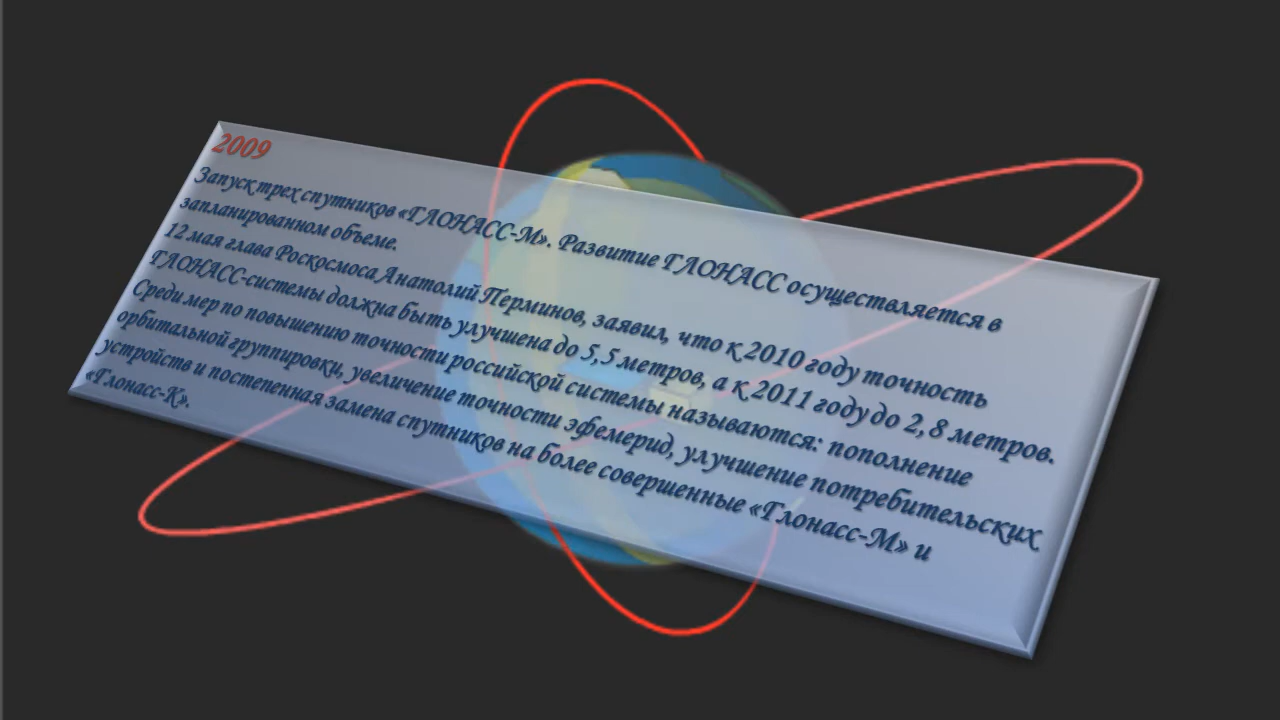 2009
Запуск трех спутников «ГЛОНАСС-М». Развитие ГЛОНАСС осуществляется в
запланированном объеме.
12 мая глава Роскосмоса Анатолий Перминов, заявил, что к 2010 году точность
ГЛОНАСС-системы должна быть улучшена до 5,5 метров, а к 2011 году до 2,8 метров.
Среди мер по повышению точности российской системы называются: пополнение
орбитальной группировки, увеличение точности эфемерид, улучшение потребительских
устройств и постепенная замена спутников на более совершенные «Глонасс-М» и
«Глонасс-К».